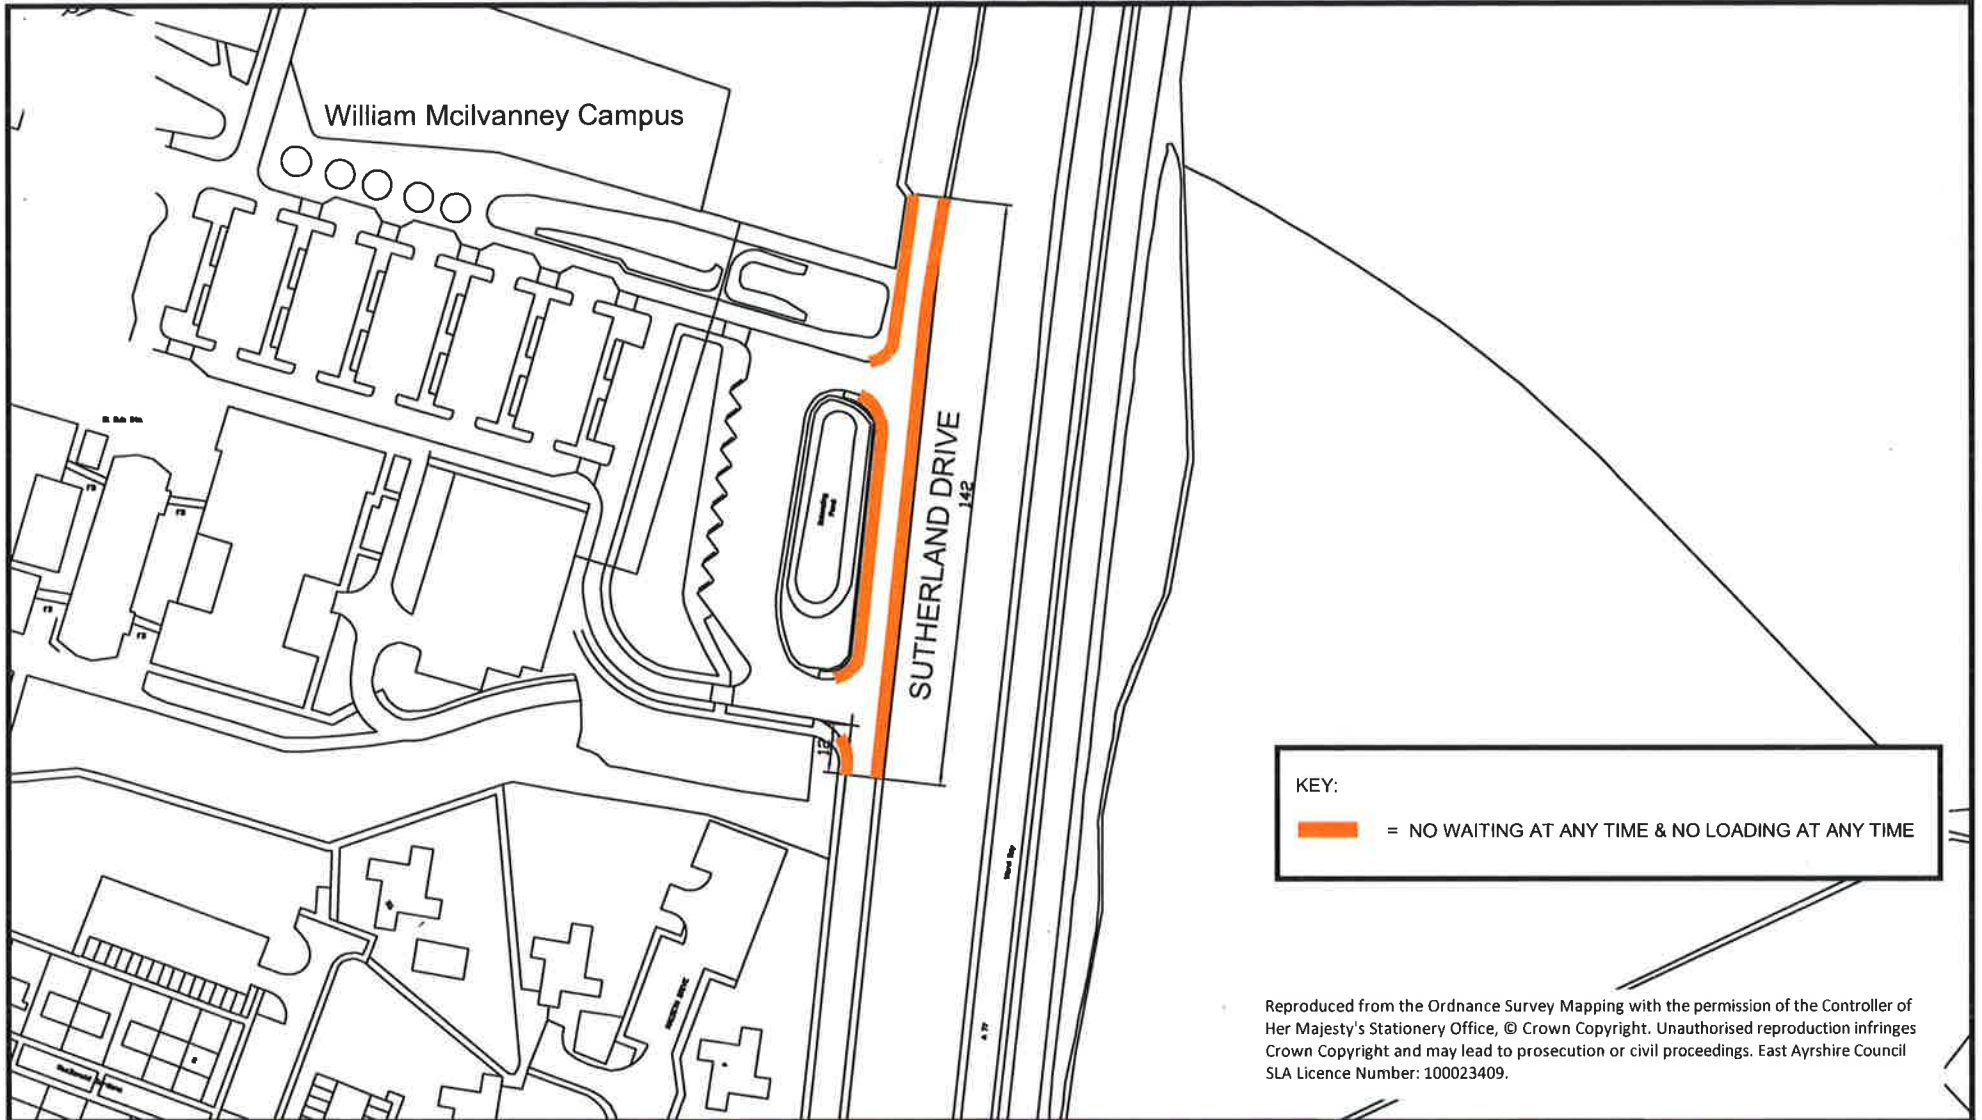 William Mcilvanney Campus
SUTHERLAND DRIVE
142
12
KEY:
= NO WAITING AT ANY TIME & NO LOADING AT ANY TIME
A 77
Reproduced from the Ordnance Survey Mapping with the permission of the Controller of
Her Majesty's Stationery Office, © Crown Copyright. Unauthorised reproduction infringes
Crown Copyright and may lead to prosecution or civil proceedings. East Ayrshire Council
SLA Licence Number: 100023409.